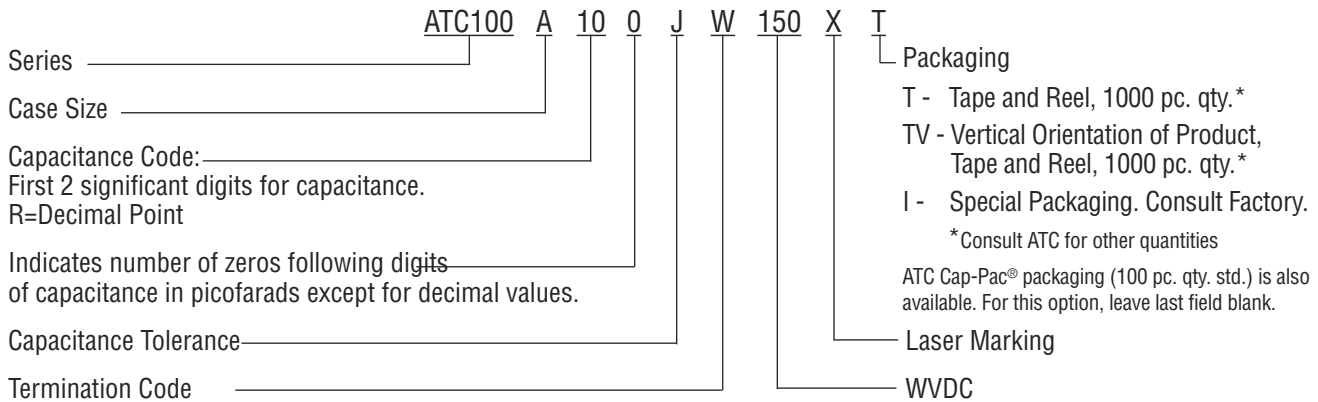 ATC100 A 10 0 J W 150 X T
Series
Case Size
Capacitance Code:
First 2 significant digits for capacitance.
R=Decimal Point
Indicates number of zeros following digits
of capacitance in picofarads except for decimal values.
Capacitance Tolerance
Termination Code
Packaging
T - Tape and Reel, 1000 pc. qty.*
TV - Vertical Orientation of Product,
Tape and Reel, 1000 pc. qty.*
I - Special Packaging. Consult Factory.
*Consult ATC for other quantities
ATC Cap-Pac® packaging (100 pc. qty. std.) is also
available. For this option, leave last field blank.
Laser Marking
WVDC